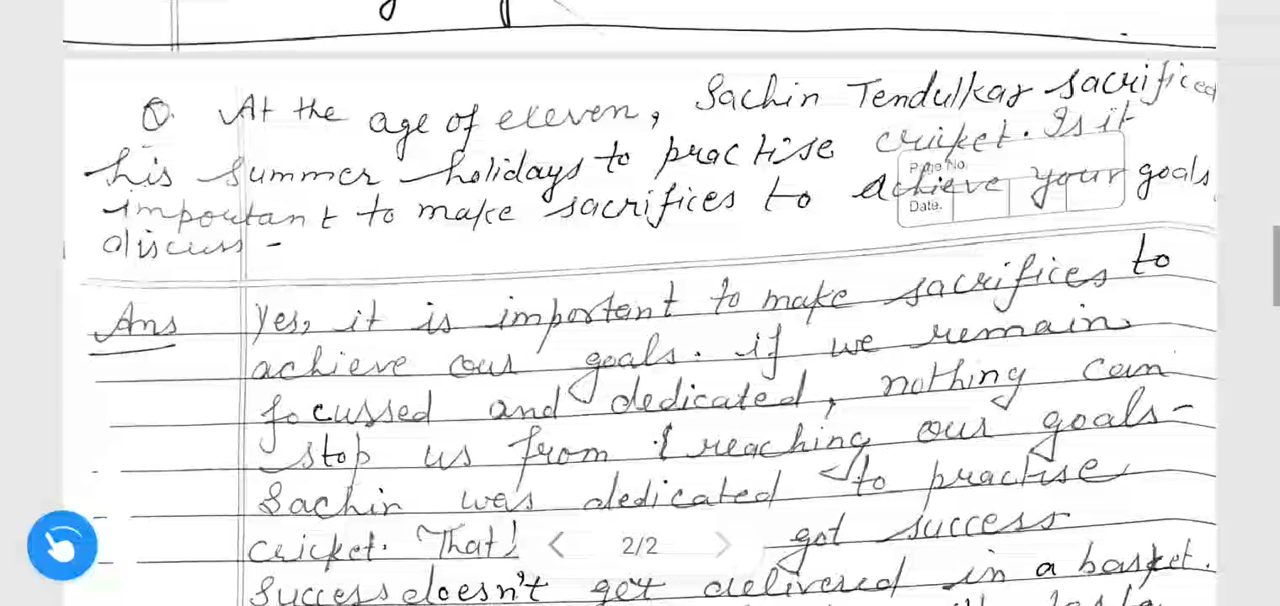 Q. At the age of eleven, Sachin Tendulkar sacrificed
his summer holidays to practise cricket. Is it
Page No.
important to make sacrifices to achieve your goals
Date.
discuss -
Ans Yes, it is important to make sacrifices to
achieve our goals. if we remain
focussed and dedicated, nothing can
stop us from reaching our goals-
Sachin was dedicated to practise
cricket. That' got success
2/2
Success doesn't get delivered in a basket.